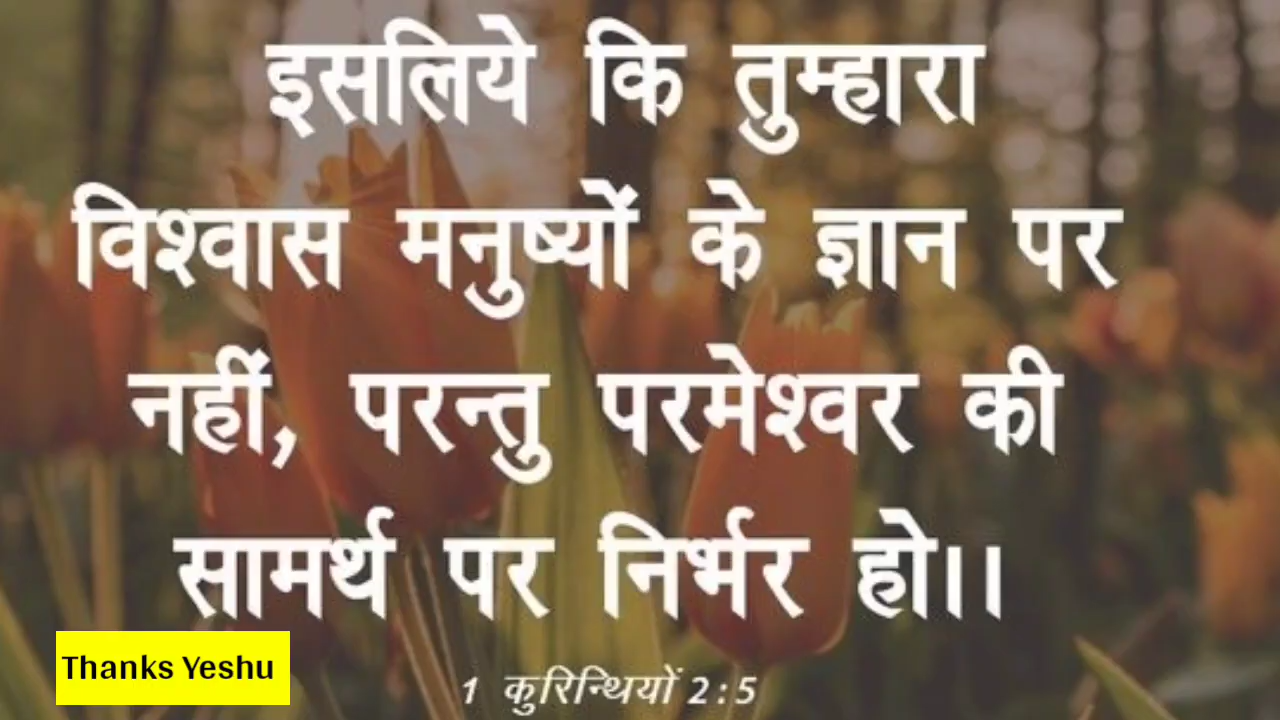 इसलिये कि तुम्हारा
विश्वास मनुष्यों के ज्ञान पर
नहीं, परन्तु परमेश्वर की
सामर्थ पर निर्भर हो।।
1 कुरिन्थियों 2:5
Thanks Yeshu